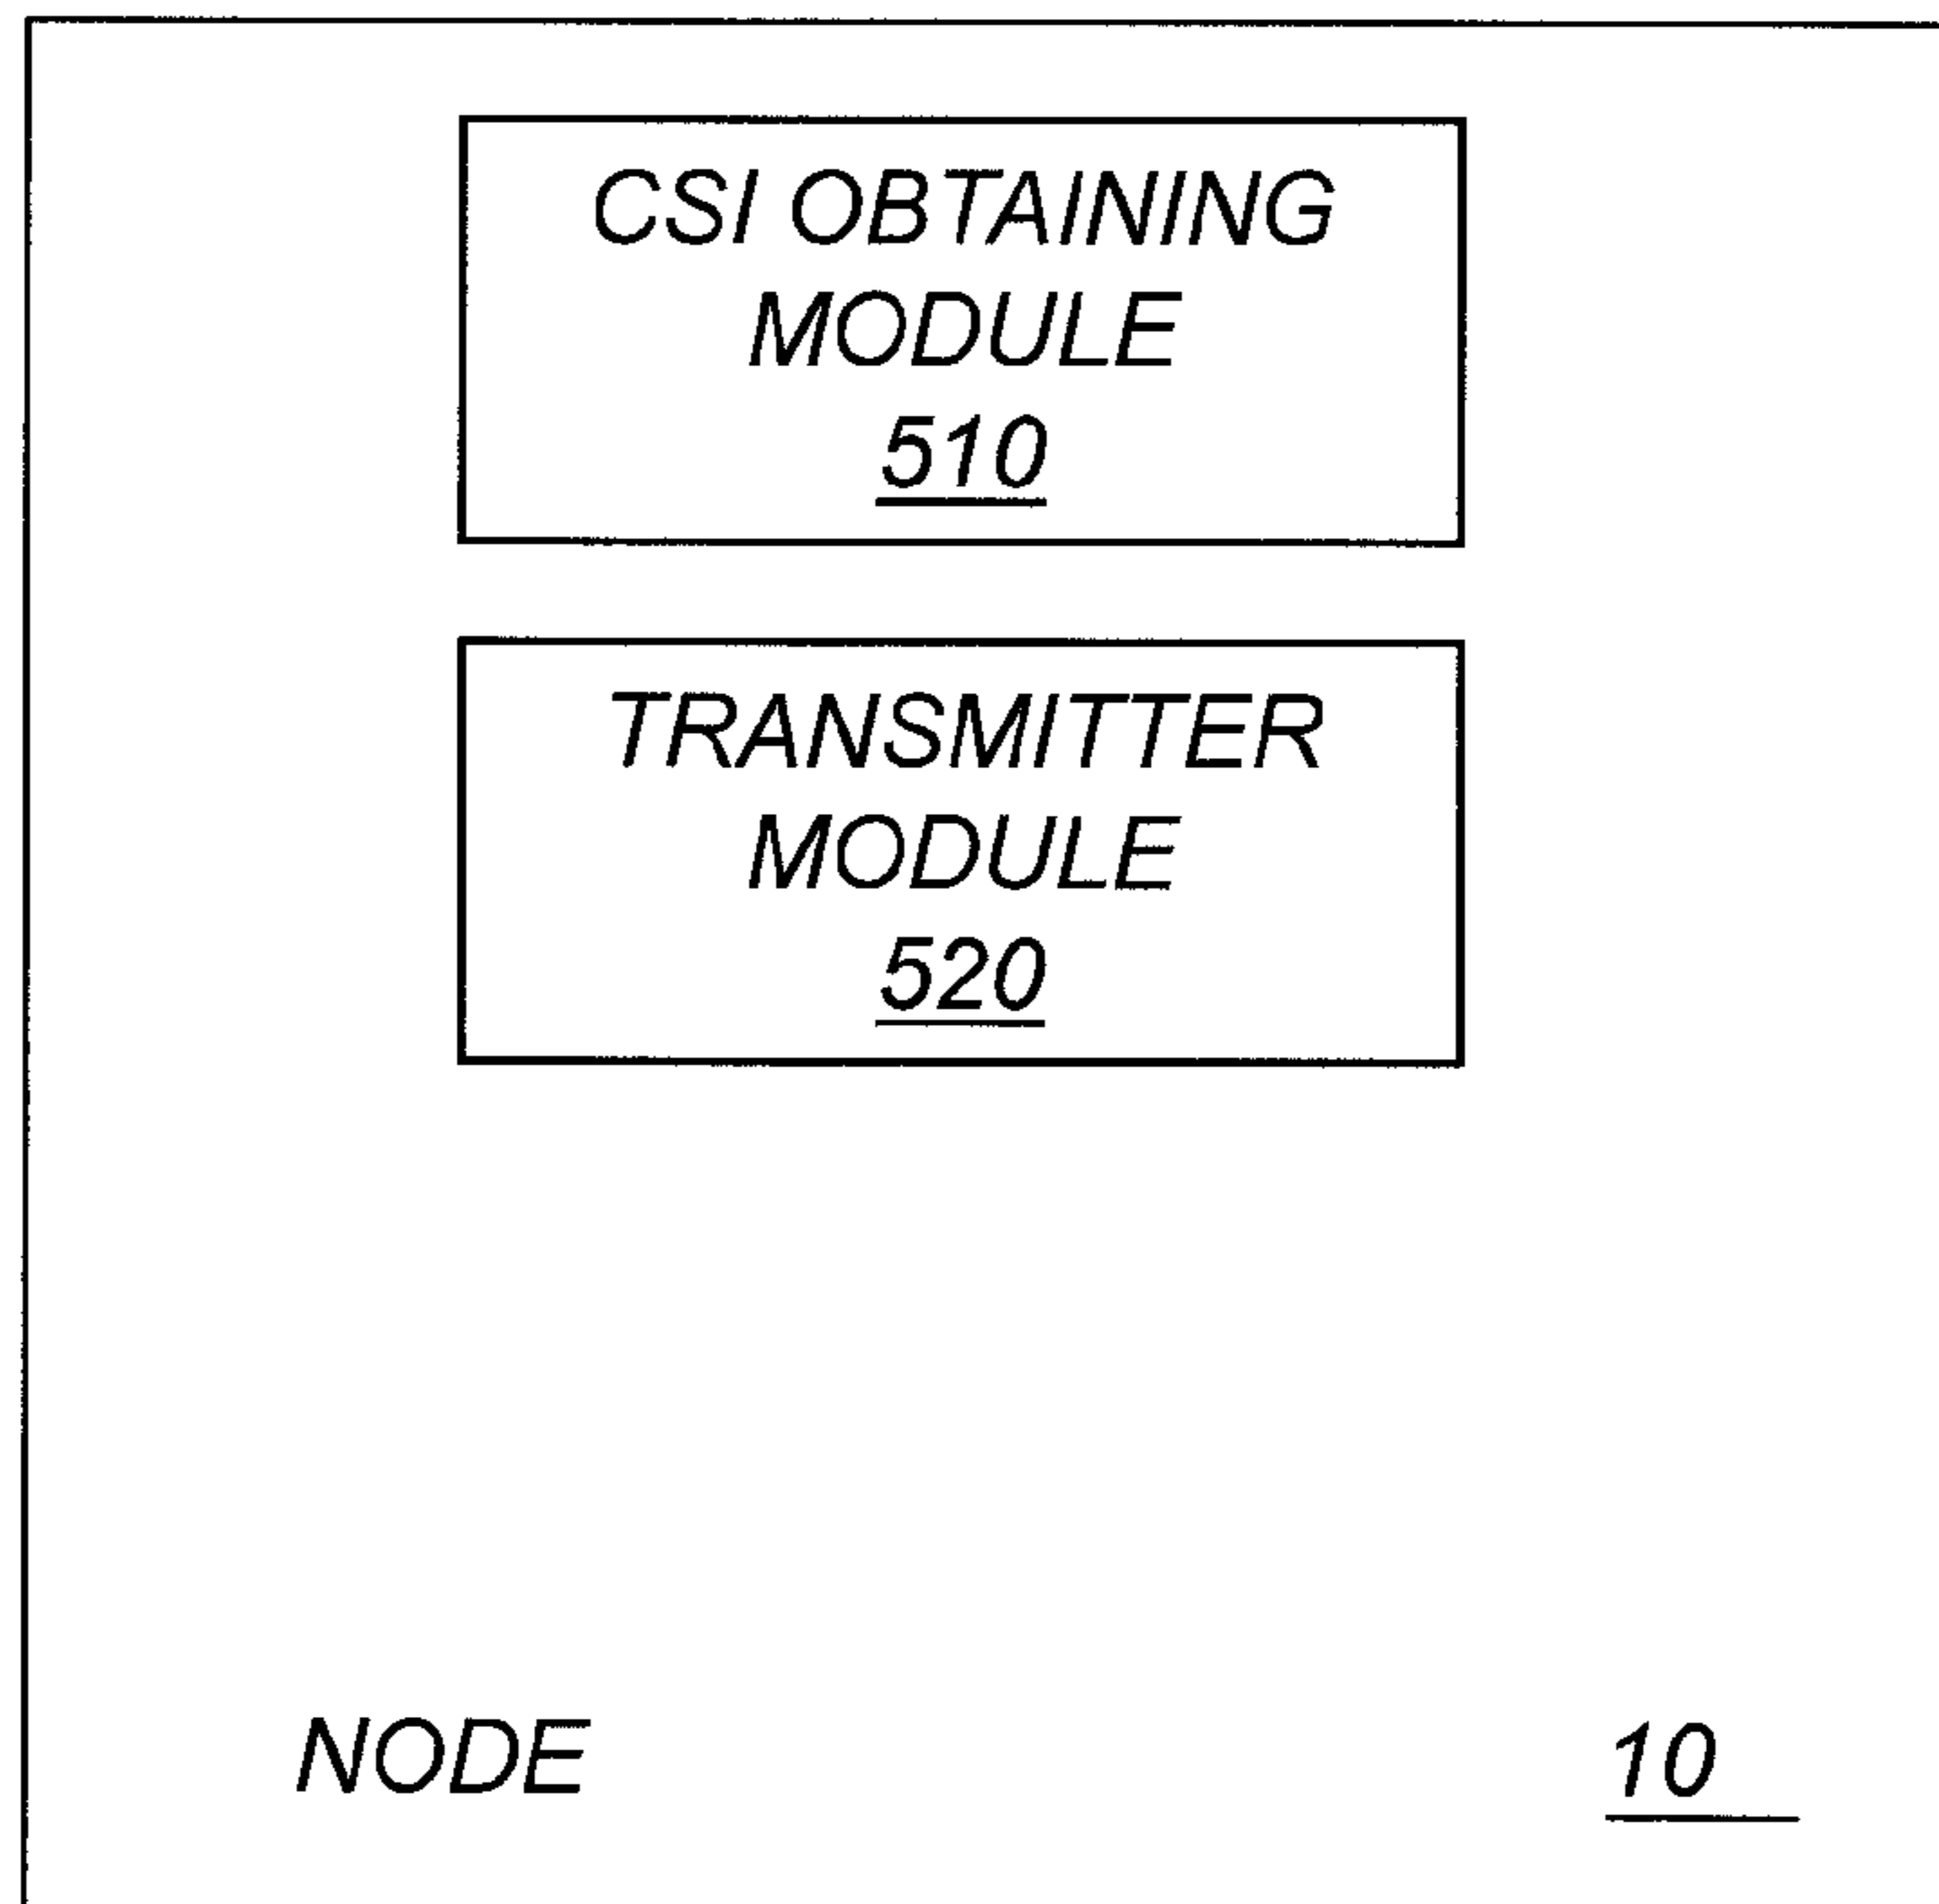 CSI OBTAINING
MODULE
510
TRANSMITTER
MODULE
520
NODE
10